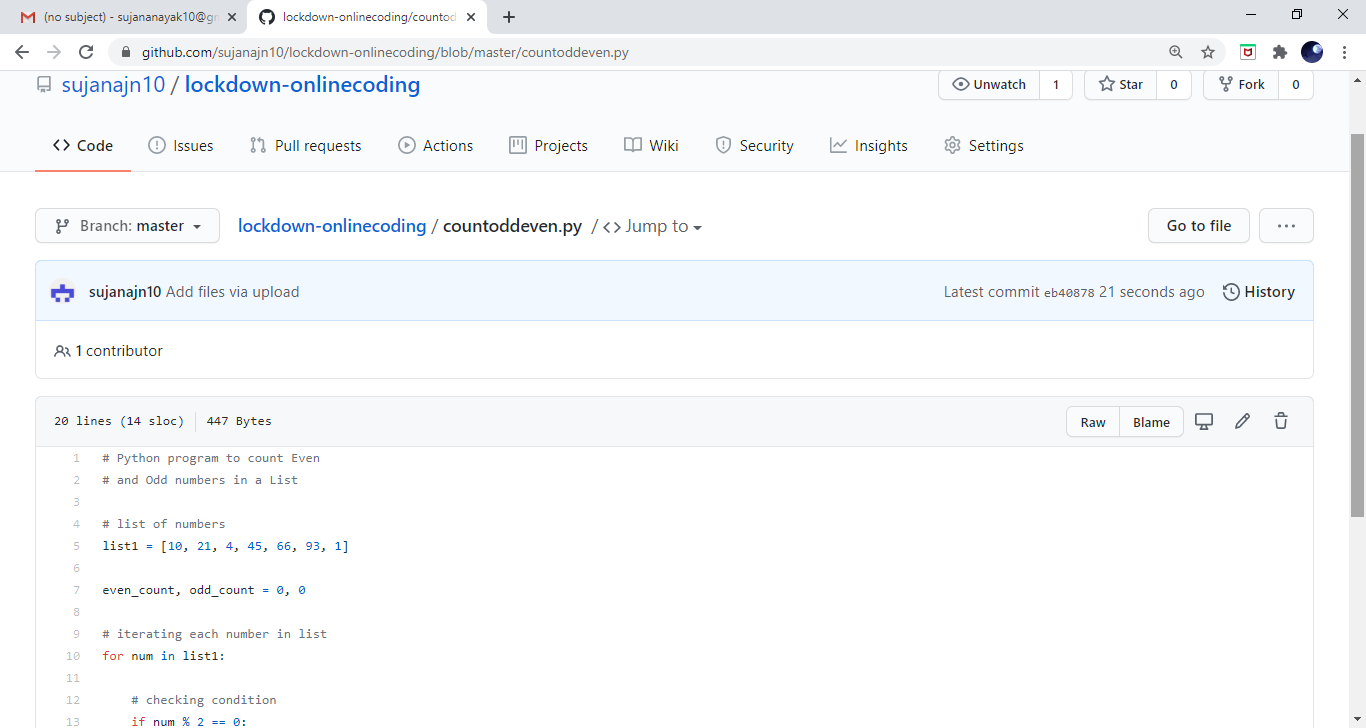 (no subject) - sujananayak10@gm
lockdown-onlinecoding/countodd
github.com/sujanajn10/lockdown-onlinecoding/blob/master/countoddeven.py
sujanajn10 / lockdown-onlinecoding
Unwatch 1 Star 0 Fork 0
Code Issues Pull requests Actions Projects Wiki Security Insights Settings
Branch: master lockdown-onlinecoding / countoddeven.py / <> Jump to Go to file ...
sujanajn10 Add files via upload Latest commit eb40878 21 seconds ago History
1 contributor
20 lines (14 sloc) 447 Bytes Raw Blame
1 # Python program to count Even
2 # and Odd numbers in a List
3
4 # list of numbers
5 list1 = [10, 21, 4, 45, 66, 93, 1]
6
7 even_count, odd_count = 0, 0
8
9 # iterating each number in list
10 for num in list1:
11
12 # checking condition
13 if num % 2 == 0: